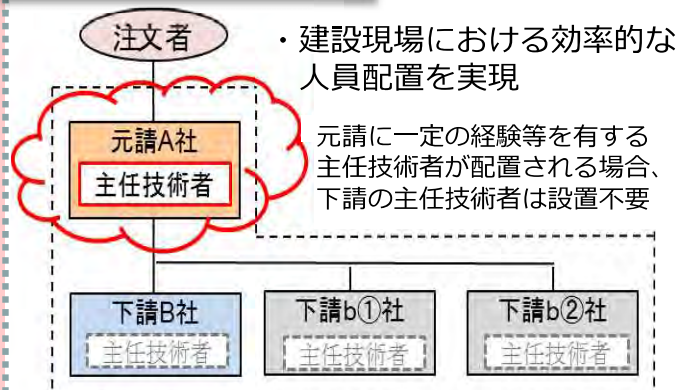 注文者
・建設現場における効率的な
人員配置を実現
元請A社
主任技術者
元請に一定の経験等を有する
主任技術者が配置される場合、
下請の主任技術者は設置不要
下請B社
主任技術者
下請b①社
主任技術者
下請b②社
主任技術者